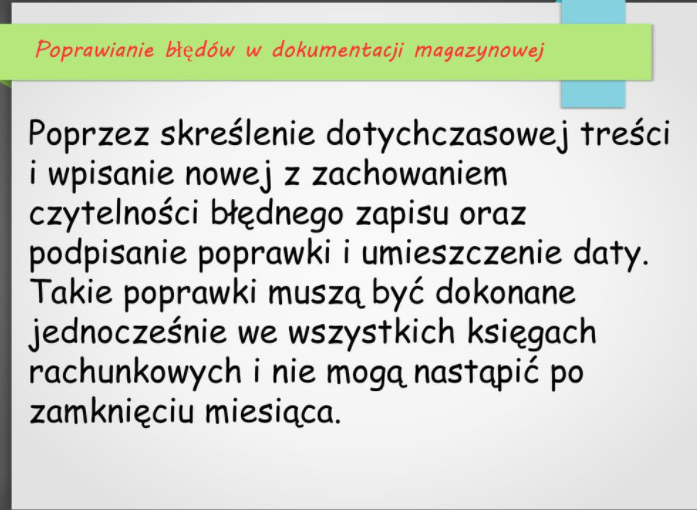 Poprawianie błędów w dokumentacji magazynowej
Poprzez skreślenie dotychczasowej treści
i wpisanie nowej z zachowaniem
czytelności błędnego zapisu oraz
podpisanie poprawki i umieszczenie daty.
Takie poprawki muszą być dokonane
jednocześnie we wszystkich księgach
rachunkowych i nie mogą nastąpić po
zamknięciu miesiąca.